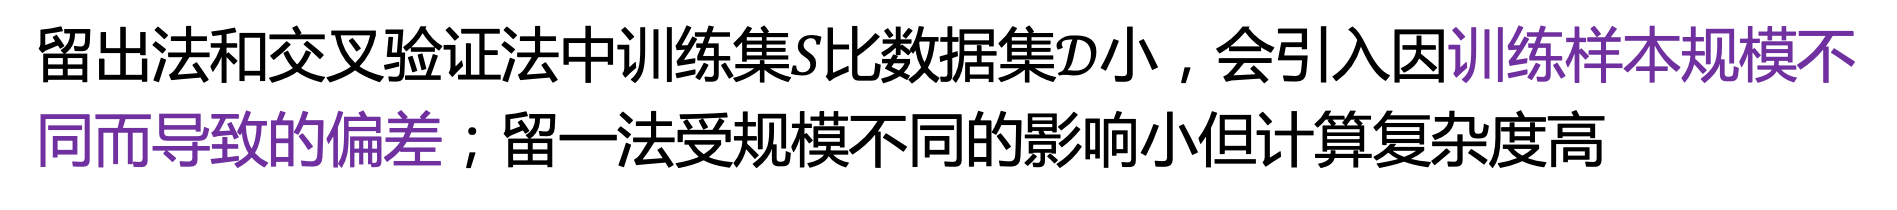 留出法和交叉验证法中训练集S比数据集𝒟小，会引入因训练样本规模不
同而导致的偏差；留一法受规模不同的影响小但计算复杂度高